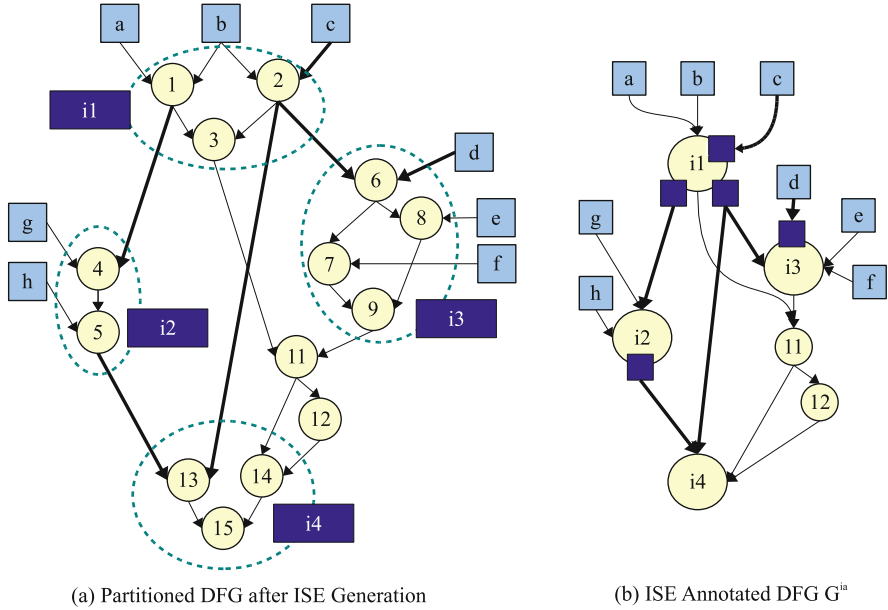 a
b
c
1
2
i1
3
d
6
8
e
g
7
f
4
h
9
i3
5
i2
11
12
13
14
15
i4
(a) Partitioned DFG after ISE Generation
a
b
c
i1
d
g
e
i3
h
f
i2
11
12
i4
(b) ISE Annotated DFG G^ia